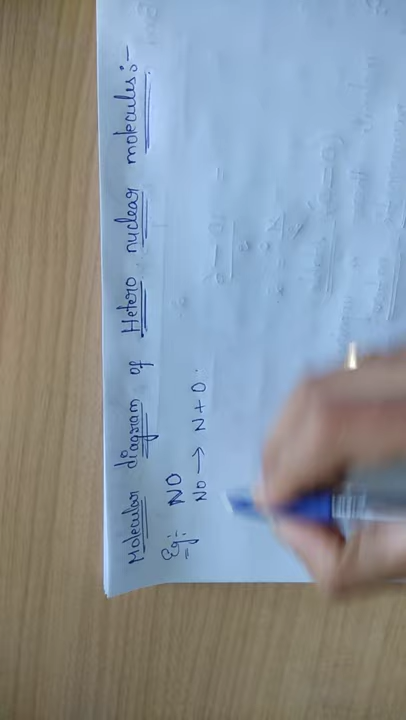 Molecular diagram of Hetero nuclear molecules:-
Eg:- NO
NO → N + O.